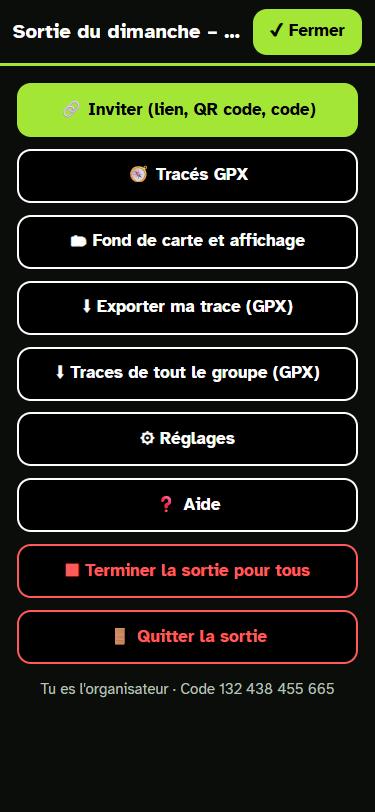 Sortie du dimanche – ...
✓ Fermer
Inviter (lien, QR code, code)
Tracés GPX
Fond de carte et affichage
⬇ Exporter ma trace (GPX)
⬇ Traces de tout le groupe (GPX)
⚙ Réglages
❓ Aide
Terminer la sortie pour tous
Quitter la sortie
Tu es l'organisateur · Code 132 438 455 665